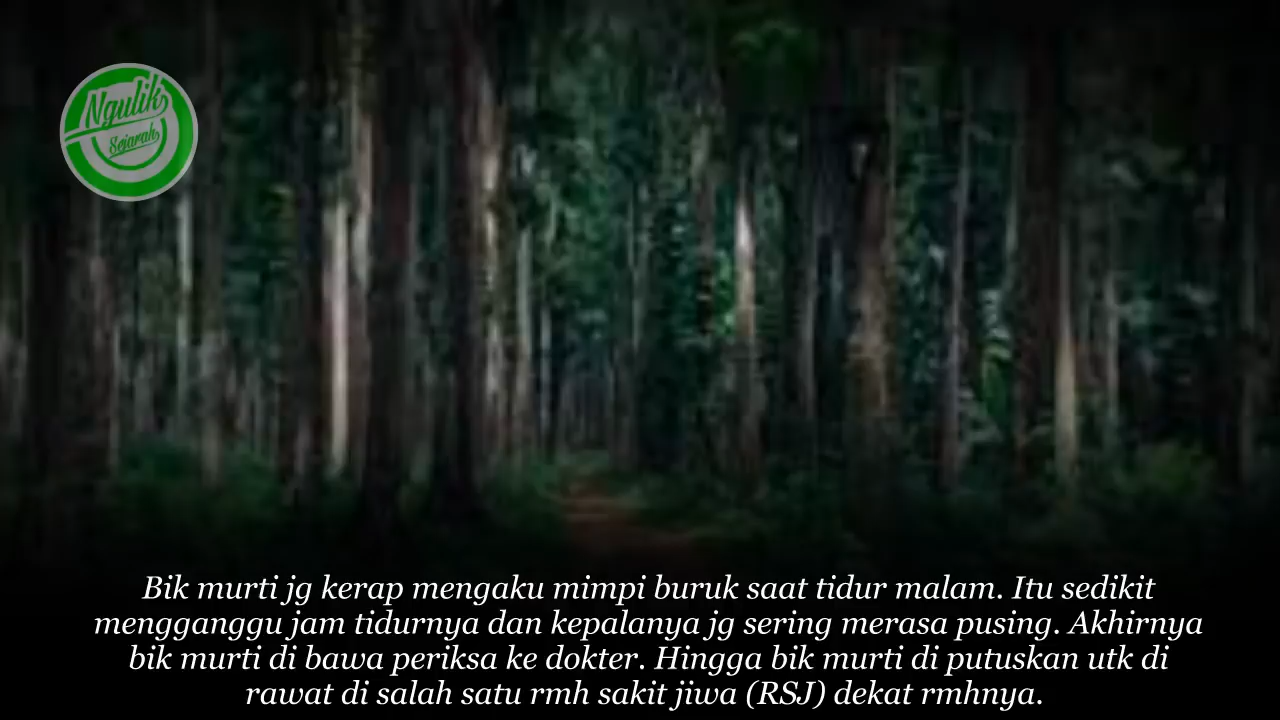 Ngulik
Sejarah
Bik murti jg kerap mengaku mimpi buruk saat tidur malam. Itu sedikit
mengganggu jam tidurnya dan kepalanya jg sering merasa pusing. Akhirnya
bik murti di bawa periksa ke dokter. Hingga bik murti di putuskan utk di
rawat di salah satu rmh sakit jiwa (RSJ) dekat rmhnya.